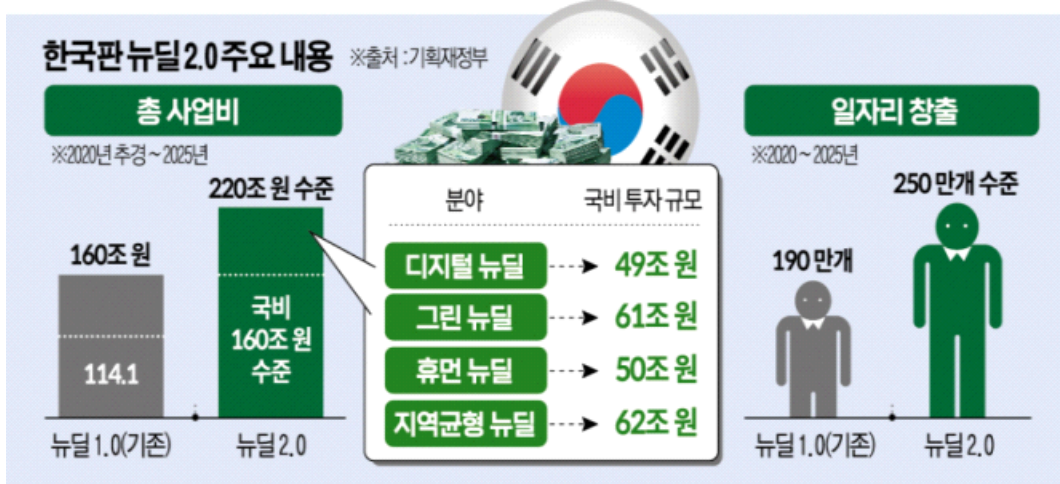 한국판 뉴딜 2.0 주요 내용 ※출처 : 기획재정부
총 사업비
※2020년 추경~2025년
160조 원
114.1
뉴딜 1.0(기존)
220조 원 수준
국비
160조 원
수준
뉴딜 2.0
분야 국비 투자 규모
디지털 뉴딜 49조 원
그린 뉴딜 61조 원
휴먼 뉴딜 50조 원
지역균형 뉴딜 62조 원
일자리 창출
※2020~2025년
190 만개
뉴딜 1.0(기존)
250 만개 수준
뉴딜 2.0